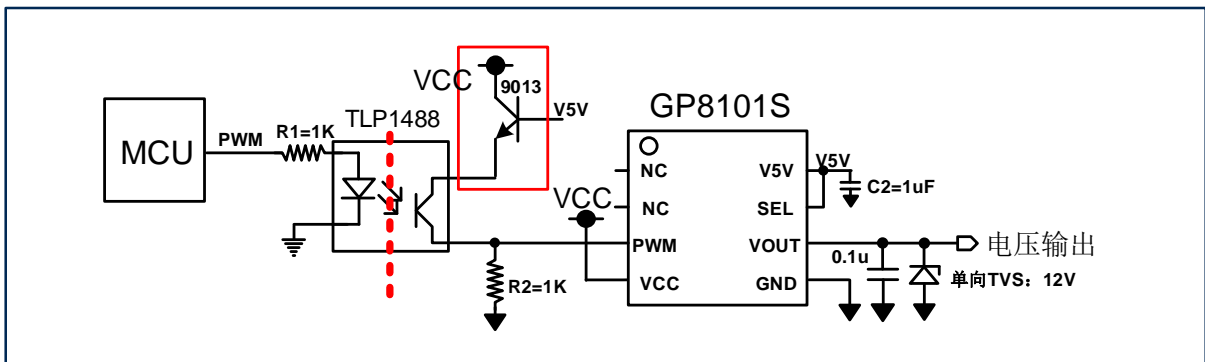 VCC
9013
V5V
GP8101S
TLP1488
MCU
PWM
R1=1K
NC
V5V
V5V
C2=1uF
NC
SEL
VCC
PWM
VOUT
电压输出
R2=1K
VCC
GND
0.1u
单向TVS：12V